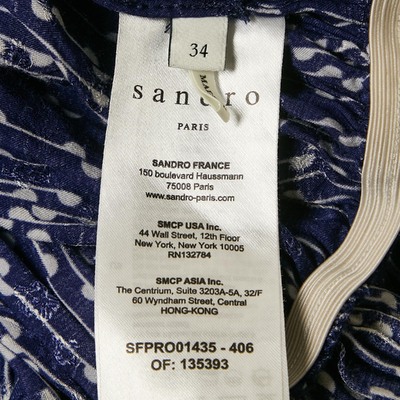 34
MA
sandro
PARIS
SANDRO FRANCE
150 boulevard Haussmann
75008 Paris
www.sandro-paris.com
SMCP USA Inc.
44 Wall Street, 12th Floor
New York, New York 10005
RN132784
SMCP ASIA Inc.
The Centrium, Suite 3203A-5A, 32/F
60 Wyndham Street, Central
HONG-KONG
SFPRO01435 - 406
OF: 135393